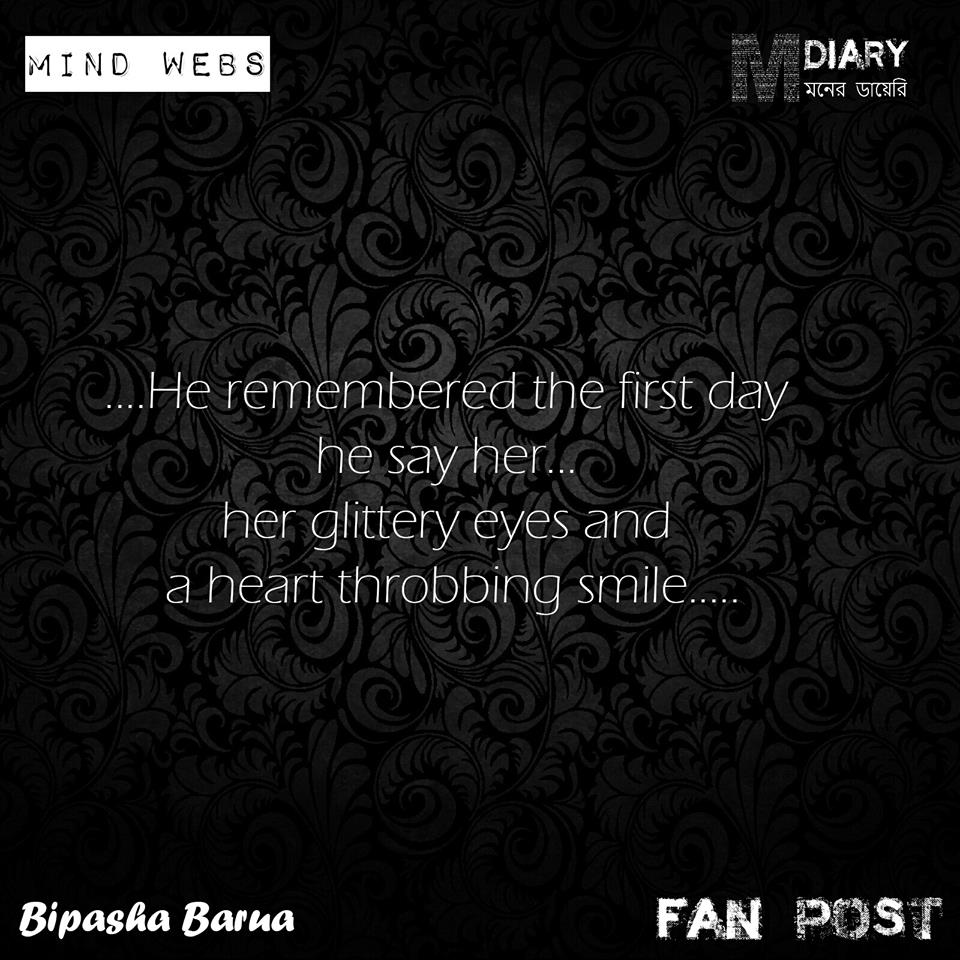 MIND WEBS
M DIARY
মনের ডায়েরি
....He remembered the first day
he say her...
her glittery eyes and
a heart throbbing smile.....
Bipasha Barua
FAN POST